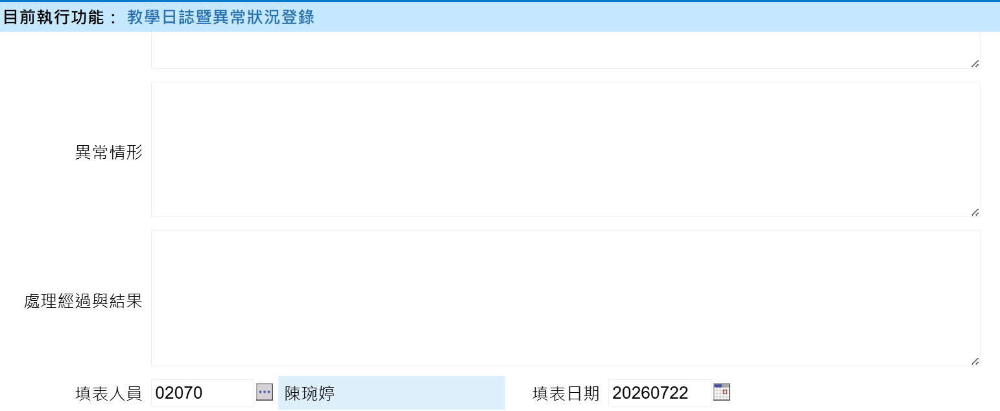 目前執行功能： 教學日誌暨異常狀況登錄
異常情形
處理經過與結果
填表人員 02070 陳琬婷 填表日期 20260722